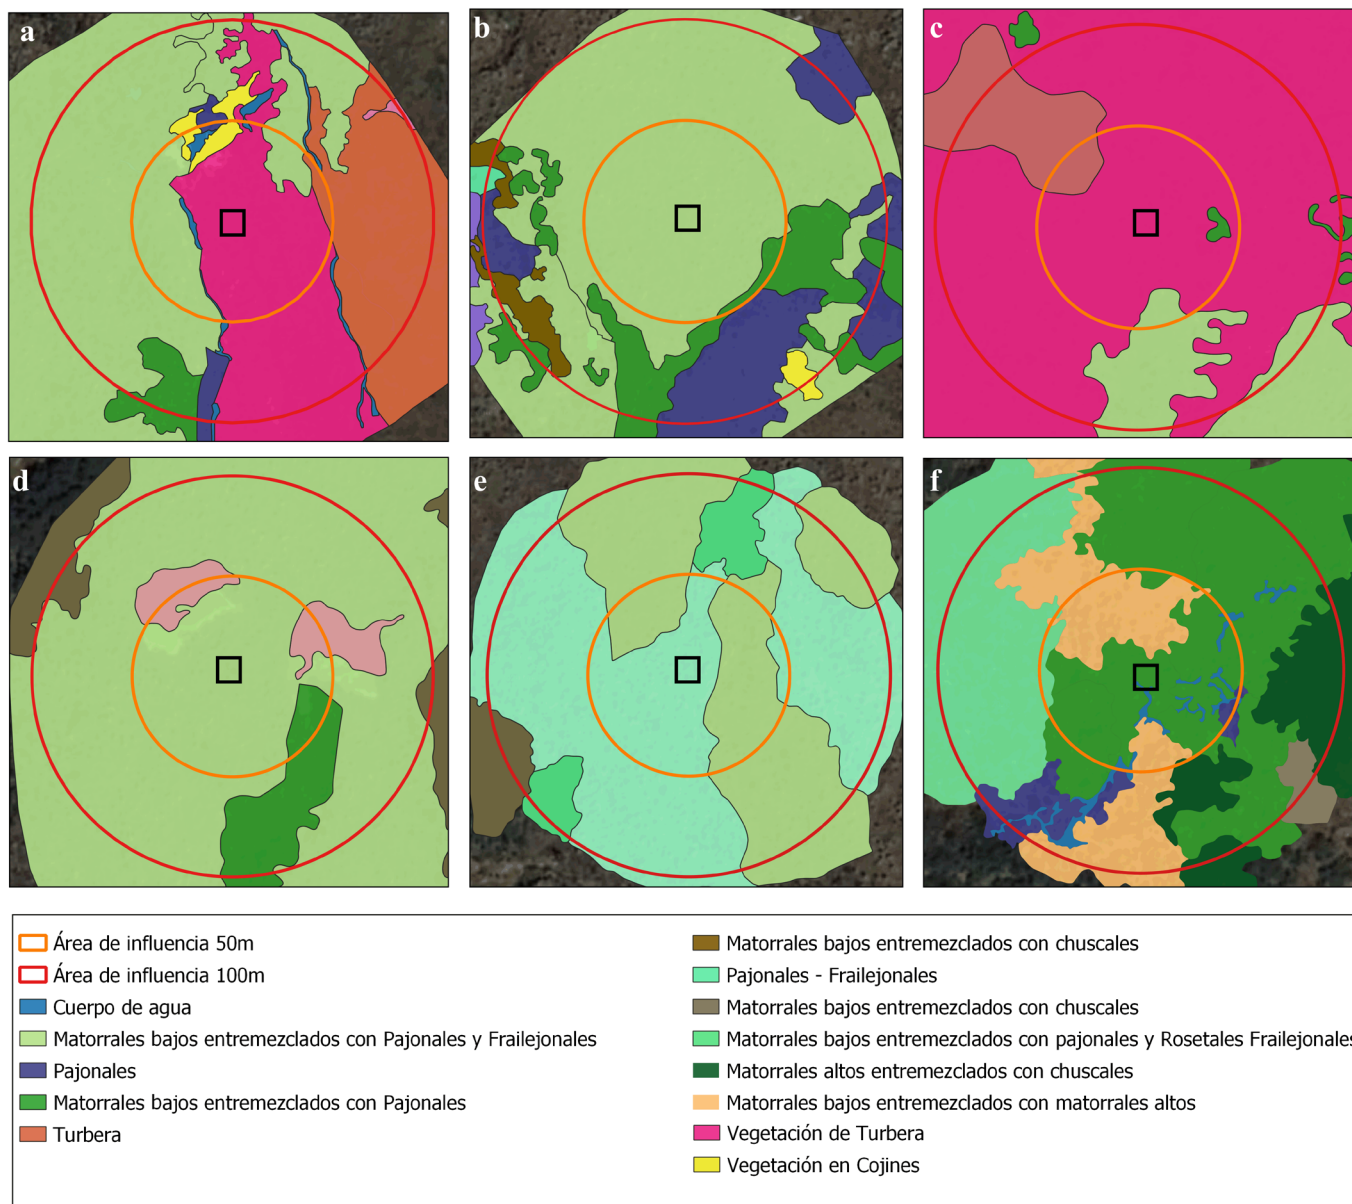 a
b
c
d
e
f
Área de influencia 50m
Área de influencia 100m
Cuerpo de agua
Matorrales bajos entremezclados con Pajonales y Frailejonales
Pajonales
Matorrales bajos entremezclados con Pajonales
Turbera
Matorrales bajos entremezclados con chuscales
Pajonales - Frailejonales
Matorrales bajos entremezclados con chuscales
Matorrales bajos entremezclados con pajonales y Rosetales Frailejonales
Matorrales altos entremezclados con chuscales
Matorrales bajos entremezclados con matorrales altos
Vegetación de Turbera
Vegetación en Cojines